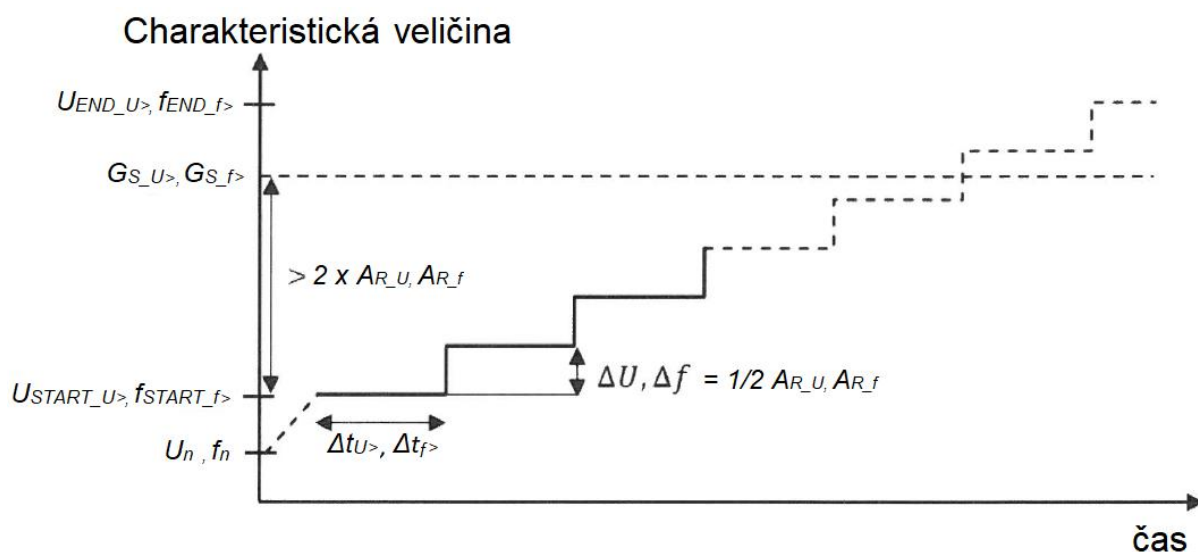 Charakteristická veličina
UEND_U>, fEND_f>
GS_U>, GS_f>
> 2 x AR_U, AR_f
USTART_U>, fSTART_f>
ΔU, Δf = 1/2 AR_U, AR_f
ΔtU>, Δtf>
Un , fn
čas